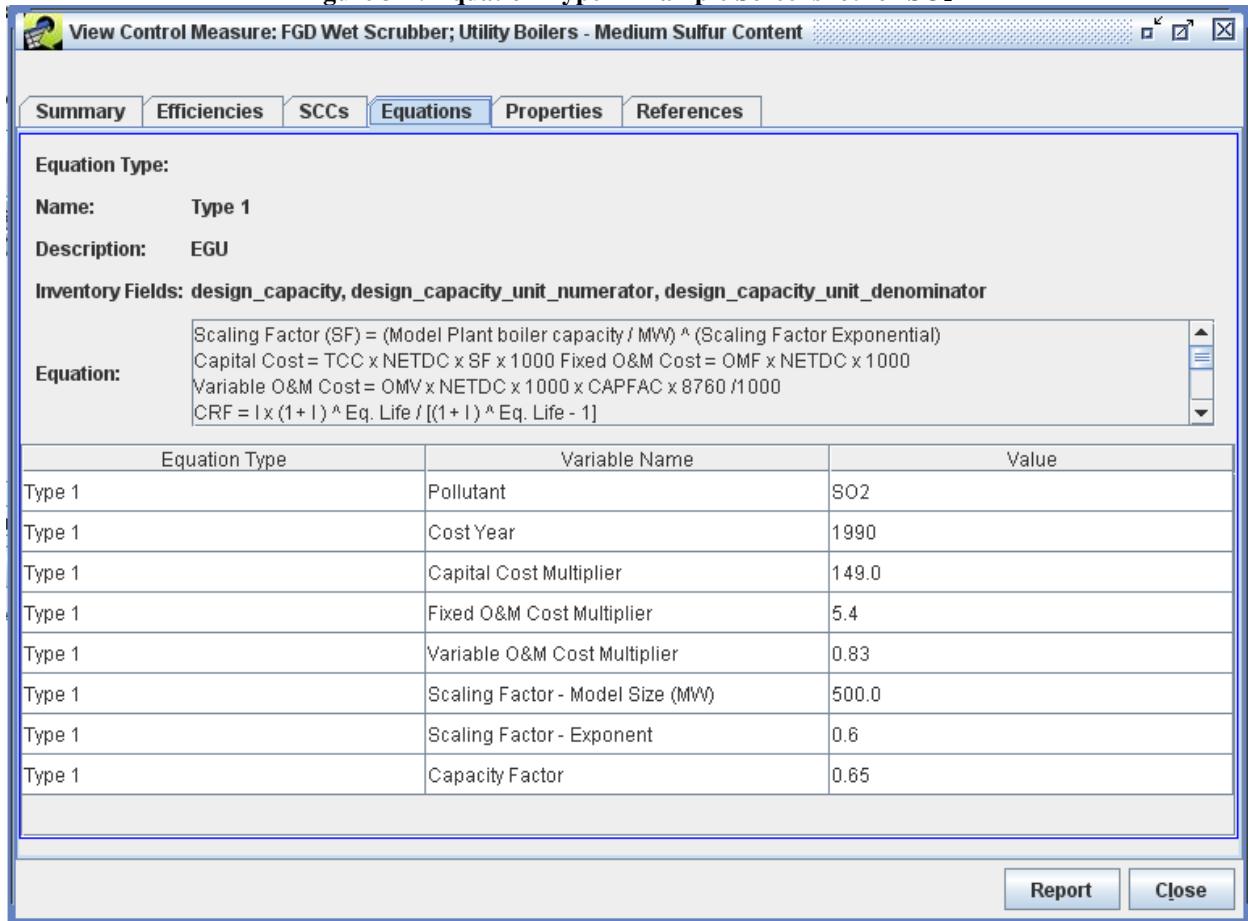 View Control Measure: FGD Wet Scrubber; Utility Boilers - Medium Sulfur Content
Summary Efficiencies SCCs Equations Properties References
Equation Type:
Name: Type 1
Description: EGU
Inventory Fields: design_capacity, design_capacity_unit_numerator, design_capacity_unit_denominator
Equation:
Scaling Factor (SF) = (Model Plant boiler capacity / MW) ^ (Scaling Factor Exponential)
Capital Cost = TCC x NETDC x SF x 1000 Fixed O&M Cost = OMF x NETDC x 1000
Variable O&M Cost = OMV x NETDC x 1000 x CAPFAC x 8760 /1000
CRF = I x (1+ I ) ^ Eq. Life / [(1+ I ) ^ Eq. Life - 1]
Equation Type Variable Name Value
Type 1 Pollutant SO2
Type 1 Cost Year 1990
Type 1 Capital Cost Multiplier 149.0
Type 1 Fixed O&M Cost Multiplier 5.4
Type 1 Variable O&M Cost Multiplier 0.83
Type 1 Scaling Factor - Model Size (MW) 500.0
Type 1 Scaling Factor - Exponent 0.6
Type 1 Capacity Factor 0.65
Report Close